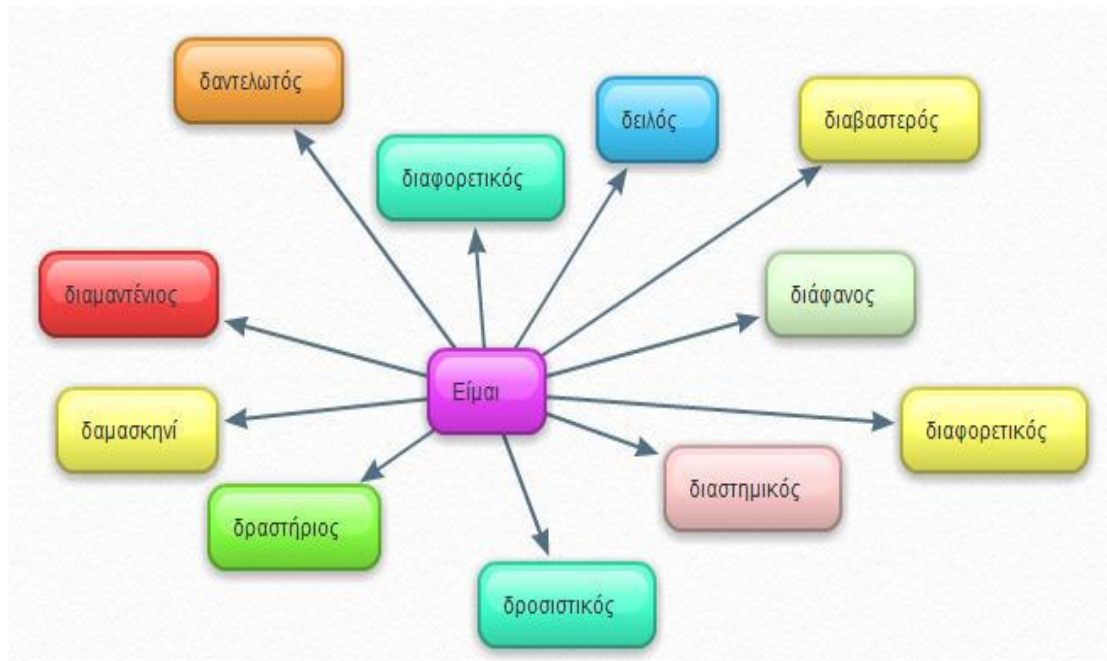 δαντελωτός
δειλός
διαβαστερός
διαφορετικός
διαμαντένιος
διάφανος
Είμαι
δαμασκηνί
διαφορετικός
διαστημικός
δραστήριος
δροσιστικός